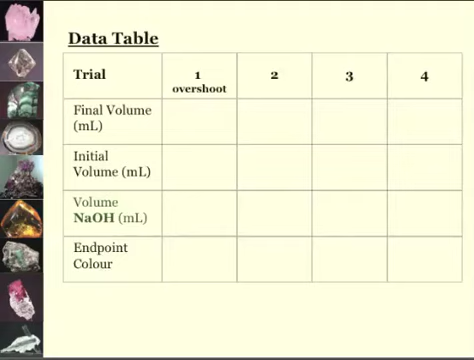 Data Table
Trial
1
overshoot
2
3
4
Final Volume
(mL)
Initial
Volume (mL)
Volume
NaOH (mL)
Endpoint
Colour